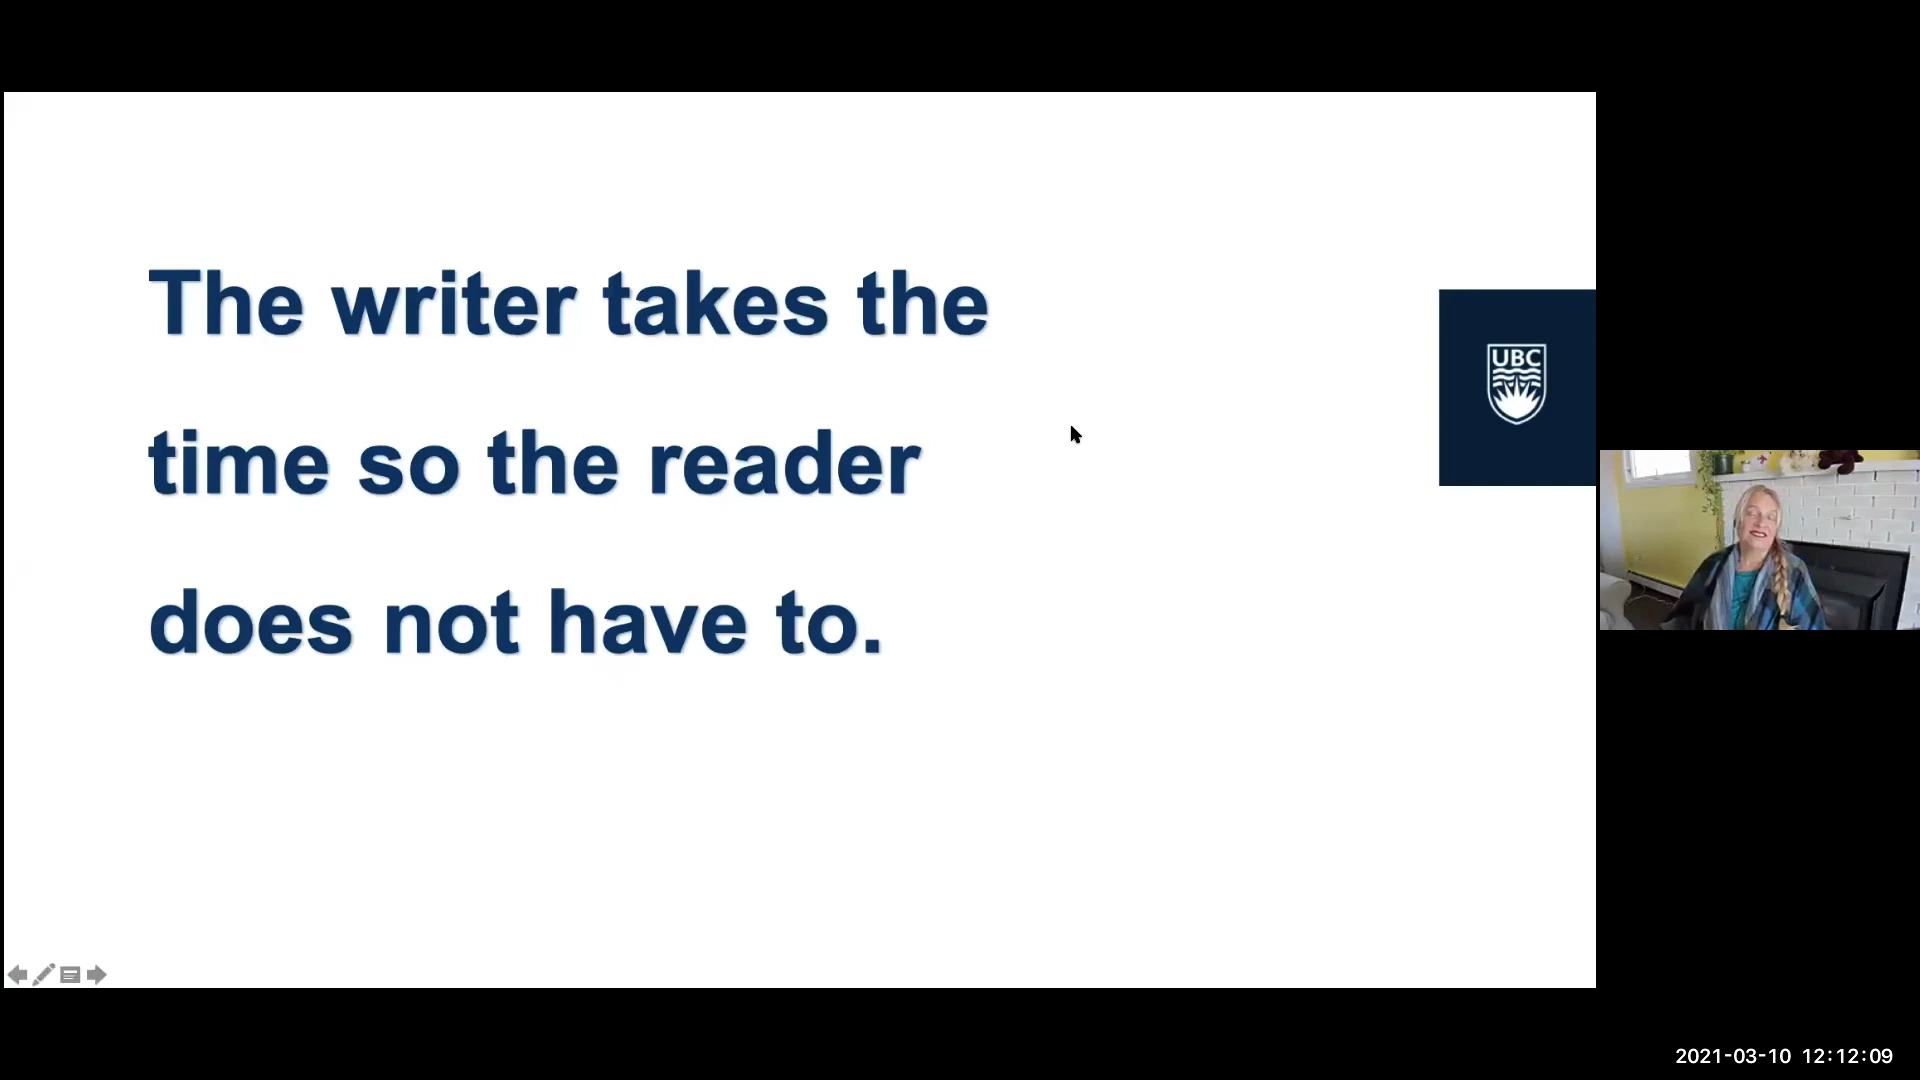 The writer takes the
time so the reader
does not have to.
UBC
2021-03-10 12:12:09